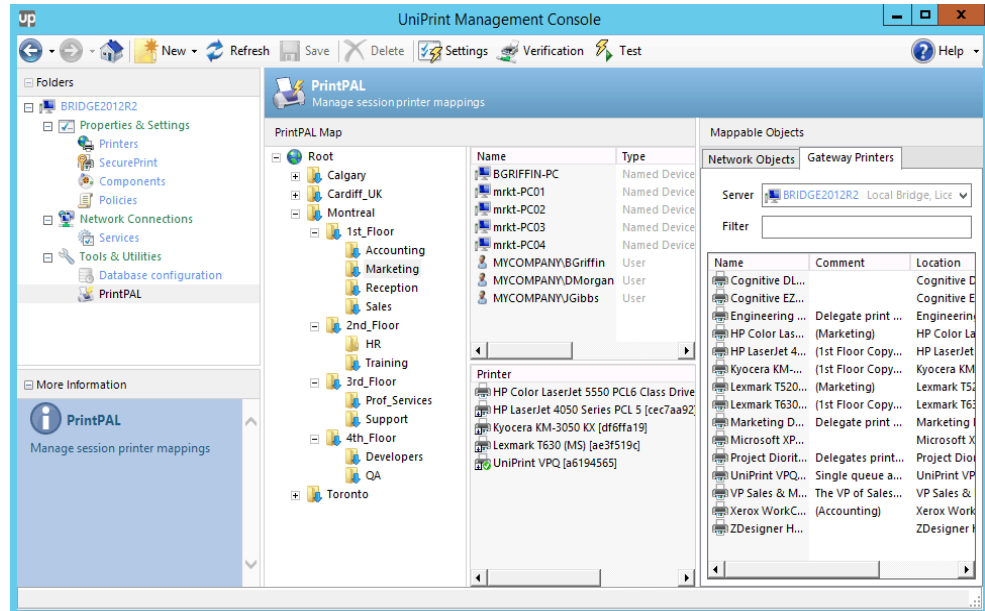 up
UniPrint Management Console
New
Refresh
Save
Delete
Settings
Verification
Test
Help
Folders
BRIDGE2012R2
Properties & Settings
Printers
SecurePrint
Components
Policies
Network Connections
Services
Tools & Utilities
Database configuration
PrintPAL
More Information
PrintPAL
Manage session printer mappings
PrintPAL
Manage session printer mappings
PrintPAL Map
Root
Calgary
Cardiff_UK
Montreal
1st_Floor
Accounting
Marketing
Reception
Sales
2nd_Floor
HR
Training
3rd_Floor
Prof_Services
Support
4th_Floor
Developers
QA
Toronto
Name Type
BGRIFFIN-PC Named Device
mrkt-PC01 Named Device
mrkt-PC02 Named Device
mrkt-PC03 Named Device
mrkt-PC04 Named Device
MYCOMPANY\BGriffin User
MYCOMPANY\DMorgan User
MYCOMPANY\JGibbs User
Printer
HP Color LaserJet 5550 PCL6 Class Drive
HP LaserJet 4050 Series PCL 5 [cec7aa92]
Kyocera KM-3050 KX [df6ffa19]
Lexmark T630 (MS) [ae3f519c]
UniPrint VPQ [a6194565]
Mappable Objects
Network Objects Gateway Printers
Server BRIDGE2012R2 Local Bridge, Lice
Filter
Name Comment Location
Cognitive DL... Cognitive D
Cognitive EZ... Cognitive E
Engineering ... Delegate print ... Engineering
HP Color Las... (Marketing) HP Color La
HP LaserJet 4... (1st Floor Copy... HP LaserJet
Kyocera KM-... (1st Floor Copy... Kyocera KM
Lexmark T520... (Marketing) Lexmark T52
Lexmark T630... (1st Floor Copy... Lexmark T63
Marketing D... Delegate print ... Marketing
Microsoft XP... Microsoft X
Project Diorit... Delegates print... Project Dior
UniPrint VPQ... Single queue a... UniPrint VP
VP Sales & M... The VP of Sales... VP Sales &
Xerox WorkC... (Accounting) Xerox Work
ZDesigner H... ZDesigner